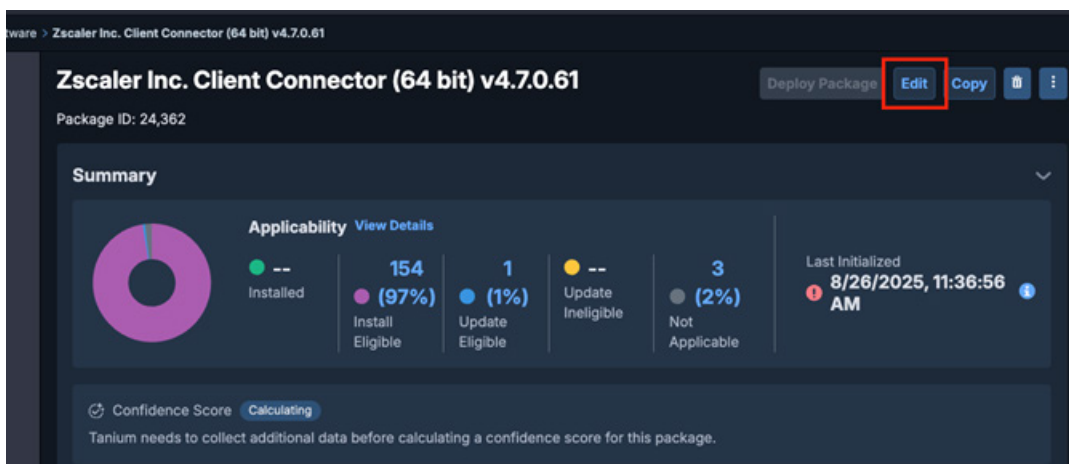 tware > Zscaler Inc. Client Connector (64 bit) v4.7.0.61
Zscaler Inc. Client Connector (64 bit) v4.7.0.61
Deploy Package Edit Copy
Package ID: 24,362
Summary
Applicability View Details
--
Installed
154
(97%)
Install
Eligible
1
(1%)
Update
Eligible
--
Update
Ineligible
3
(2%)
Not
Applicable
Last Initialized
8/26/2025, 11:36:56
AM
Confidence Score Calculating
Tanium needs to collect additional data before calculating a confidence score for this package.